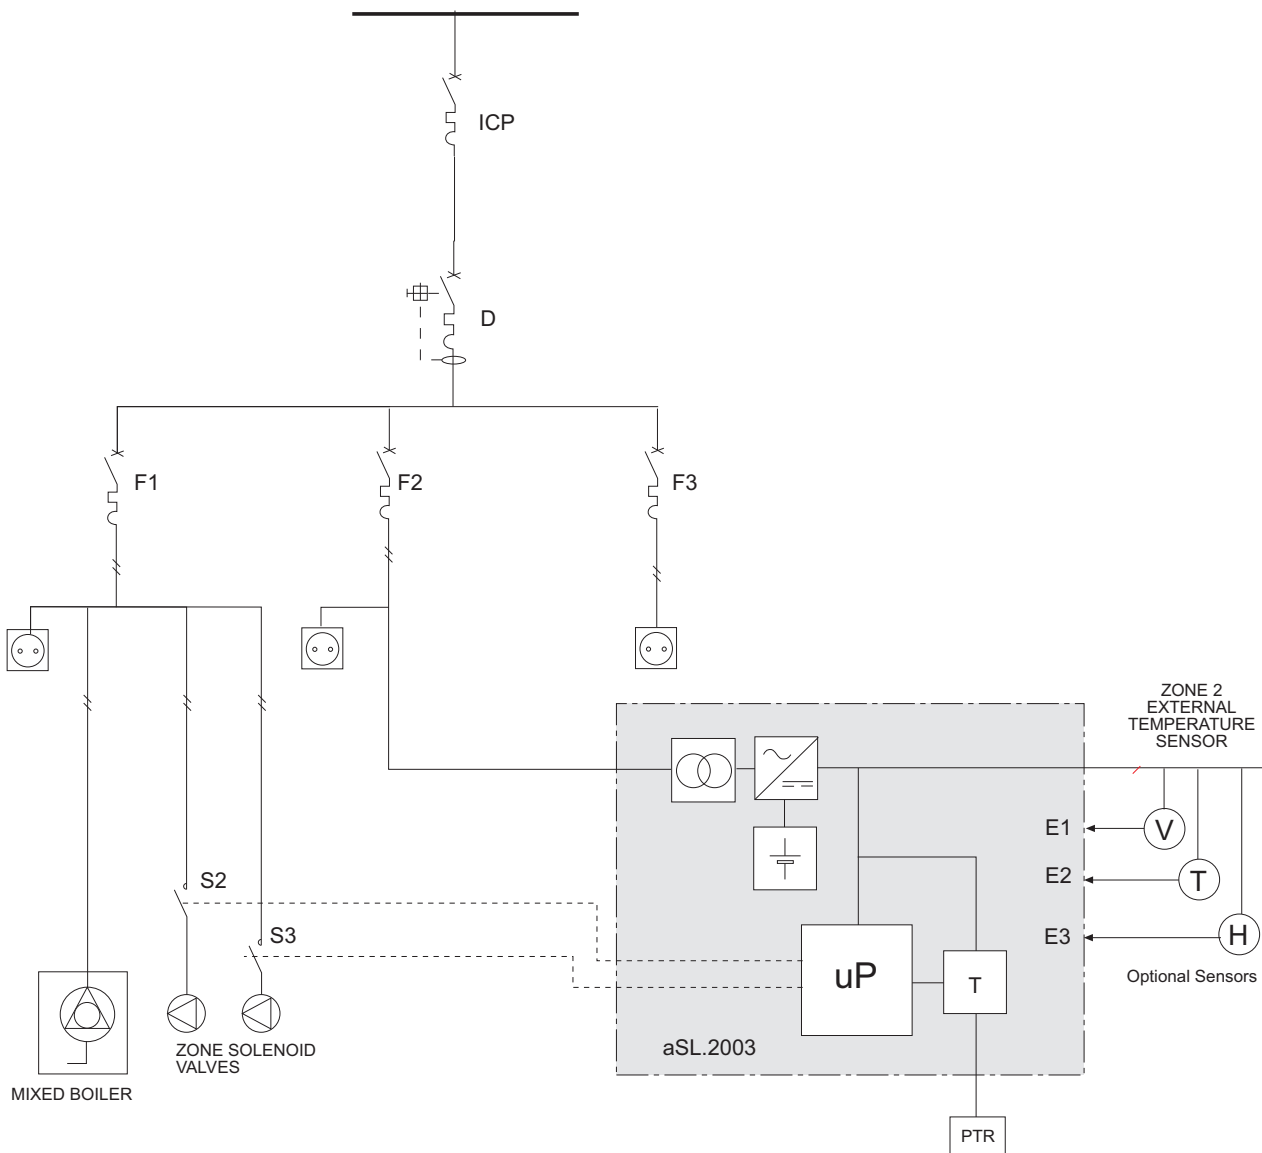 ICP
D
F1
F2
F3
ZONE 2
EXTERNAL
TEMPERATURE
SENSOR
E1
V
E2
T
S2
S3
E3
H
uP
T
Optional Sensors
aSL.2003
ZONE SOLENOID
VALVES
MIXED BOILER
PTR